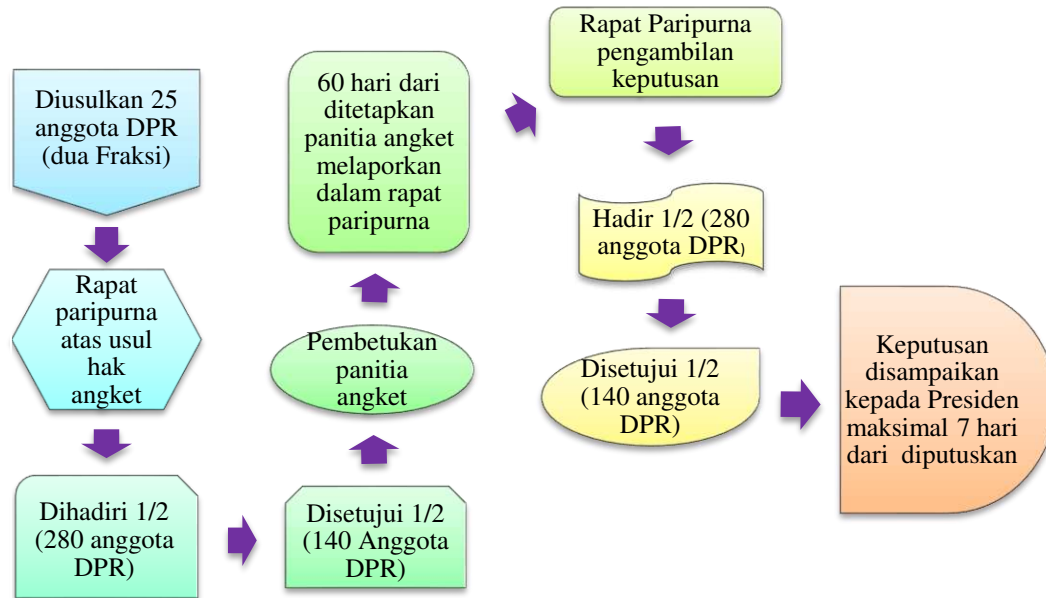 Diusulkan 25
anggota DPR
(dua Fraksi)
Rapat
paripurna
atas usul
hak
angket
Dihadiri 1/2
(280 anggota
DPR)
Disetujui 1/2
(140 Anggota
DPR)
Pembetukan
panitia
angket
60 hari dari
ditetapkan
panitia angket
melaporkan
dalam rapat
paripurna
Rapat Paripurna
pengambilan
keputusan
Hadir 1/2 (280
anggota DPR)
Disetujui 1/2
(140 anggota
DPR)
Keputusan
disampaikan
kepada Presiden
maksimal 7 hari
dari diputuskan